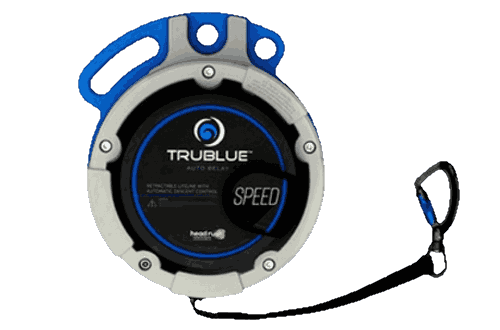 TRUBLUE™
AUTO BELAY
RETRACTABLE LIFELINE WITH
AUTOMATIC DESCENT CONTROL
SPEED
head rush